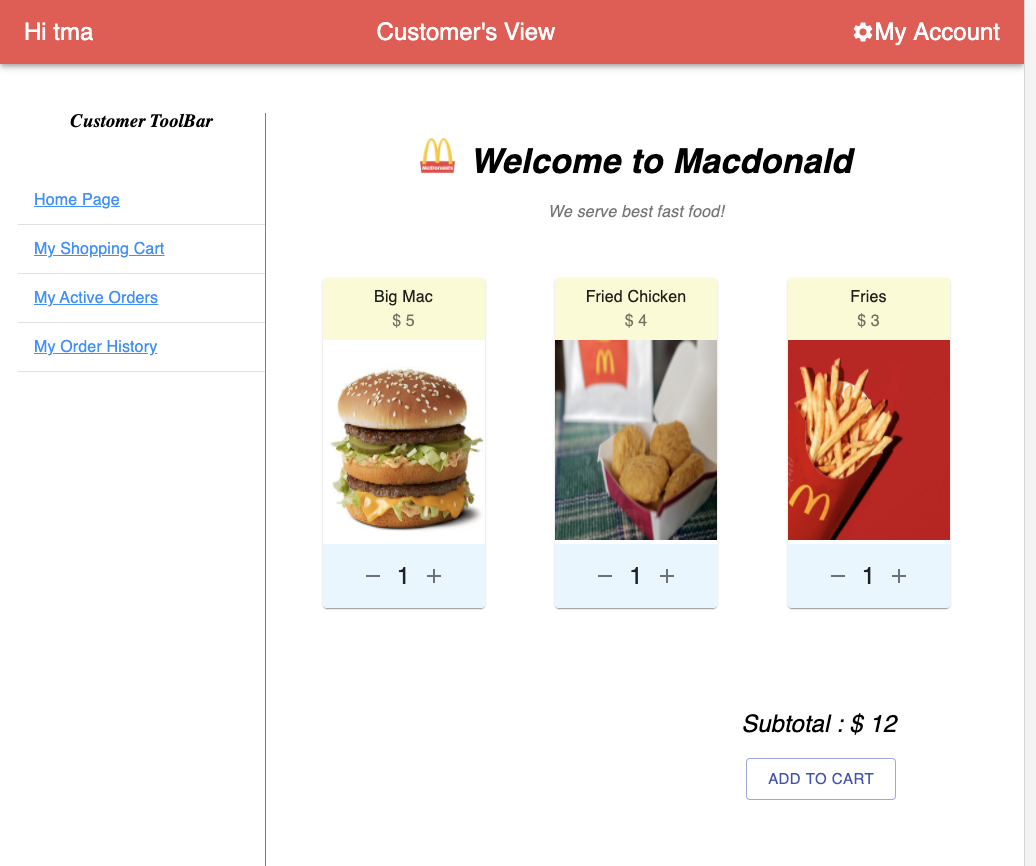 Hi tma
Customer's View
My Account
Customer ToolBar
Home Page
My Shopping Cart
My Active Orders
My Order History
McDonald's
Welcome to Macdonald
We serve best fast food!
Big Mac
$ 5
Fried Chicken
$ 4
Fries
$ 3
− 1 +
− 1 +
− 1 +
Subtotal : $ 12
ADD TO CART